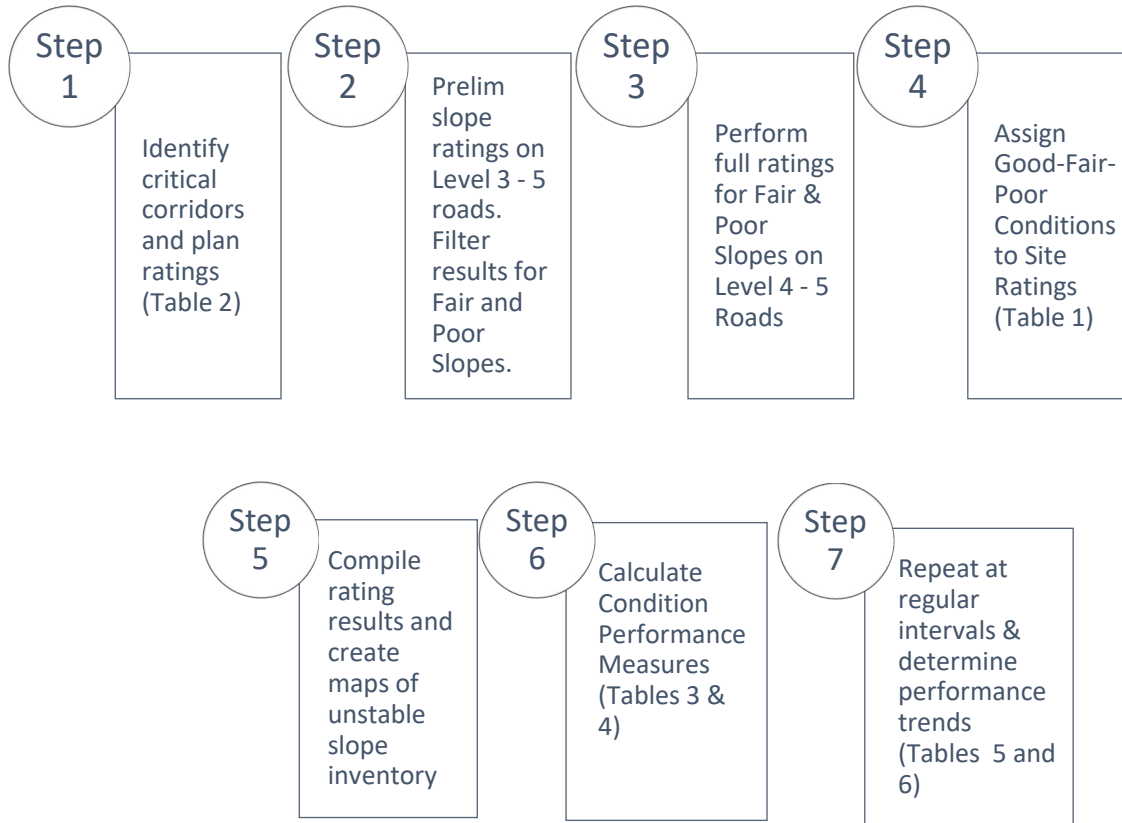 Step
1
Identify
critical
corridors
and plan
ratings
(Table 2)
Step
2
Prelim
slope
ratings on
Level 3 - 5
roads.
Filter
results for
Fair and
Poor
Slopes.
Step
3
Perform
full ratings
for Fair &
Poor
Slopes on
Level 4 - 5
Roads
Step
4
Assign
Good-Fair-
Poor
Conditions
to Site
Ratings
(Table 1)
Step
5
Compile
rating
results and
create
maps of
unstable
slope
inventory
Step
6
Calculate
Condition
Performance
Measures
(Tables 3 &
4)
Step
7
Repeat at
regular
intervals &
determine
performance
trends
(Tables 5 and
6)